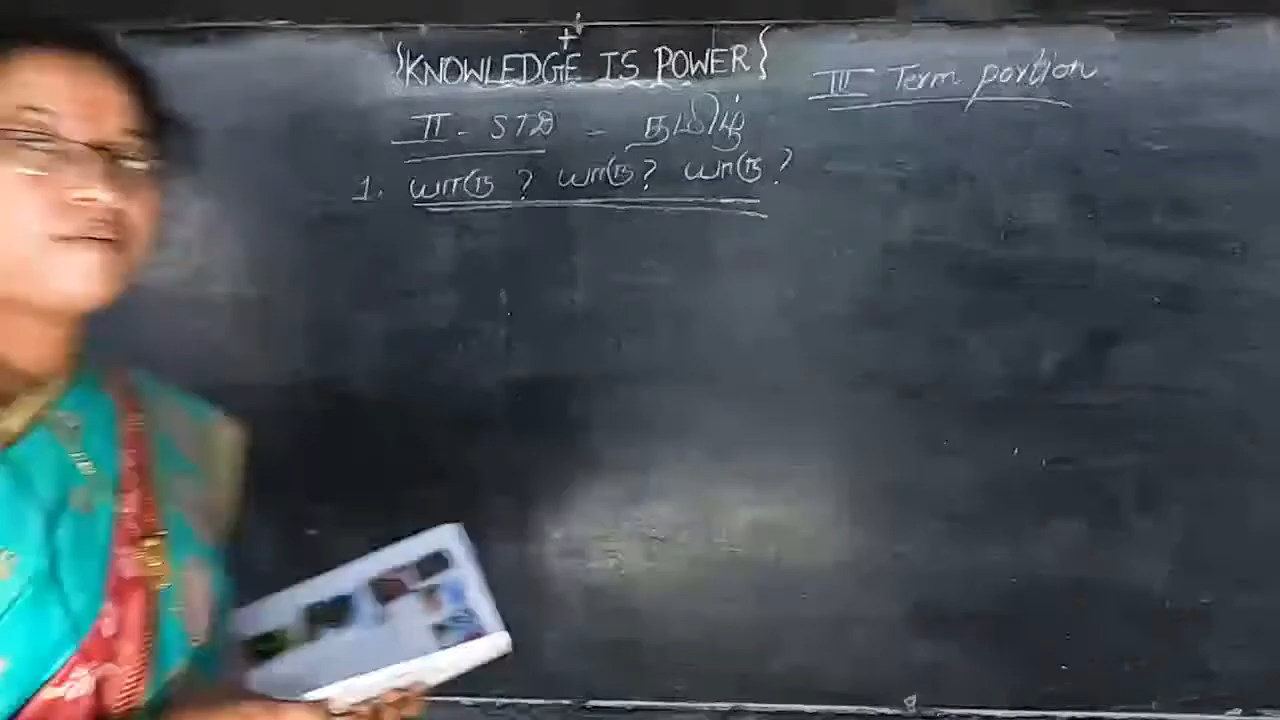 {KNOWLEDGE IS POWER}
III Term portion
II - STD - தமிழ்
1. யாரு ? யாரு ? யாரு ?